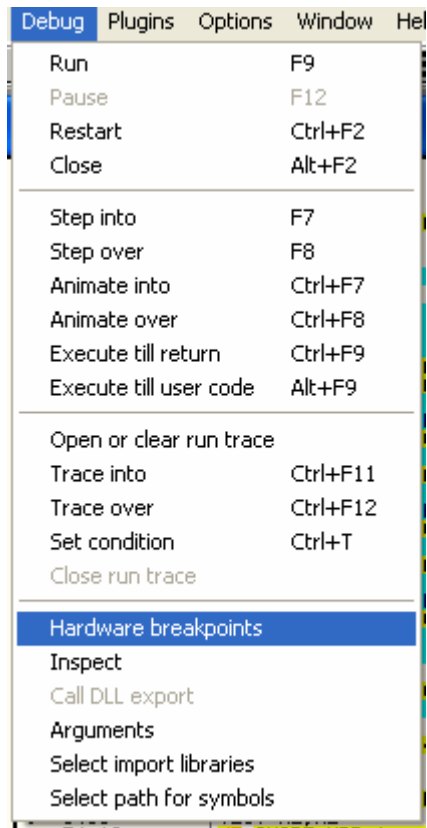 Debug Plugins Options Window Hel
Run F9
Pause F12
Restart Ctrl+F2
Close Alt+F2
Step into F7
Step over F8
Animate into Ctrl+F7
Animate over Ctrl+F8
Execute till return Ctrl+F9
Execute till user code Alt+F9
Open or clear run trace
Trace into Ctrl+F11
Trace over Ctrl+F12
Set condition Ctrl+T
Close run trace
Hardware breakpoints
Inspect
Call DLL export
Arguments
Select import libraries
Select path for symbols